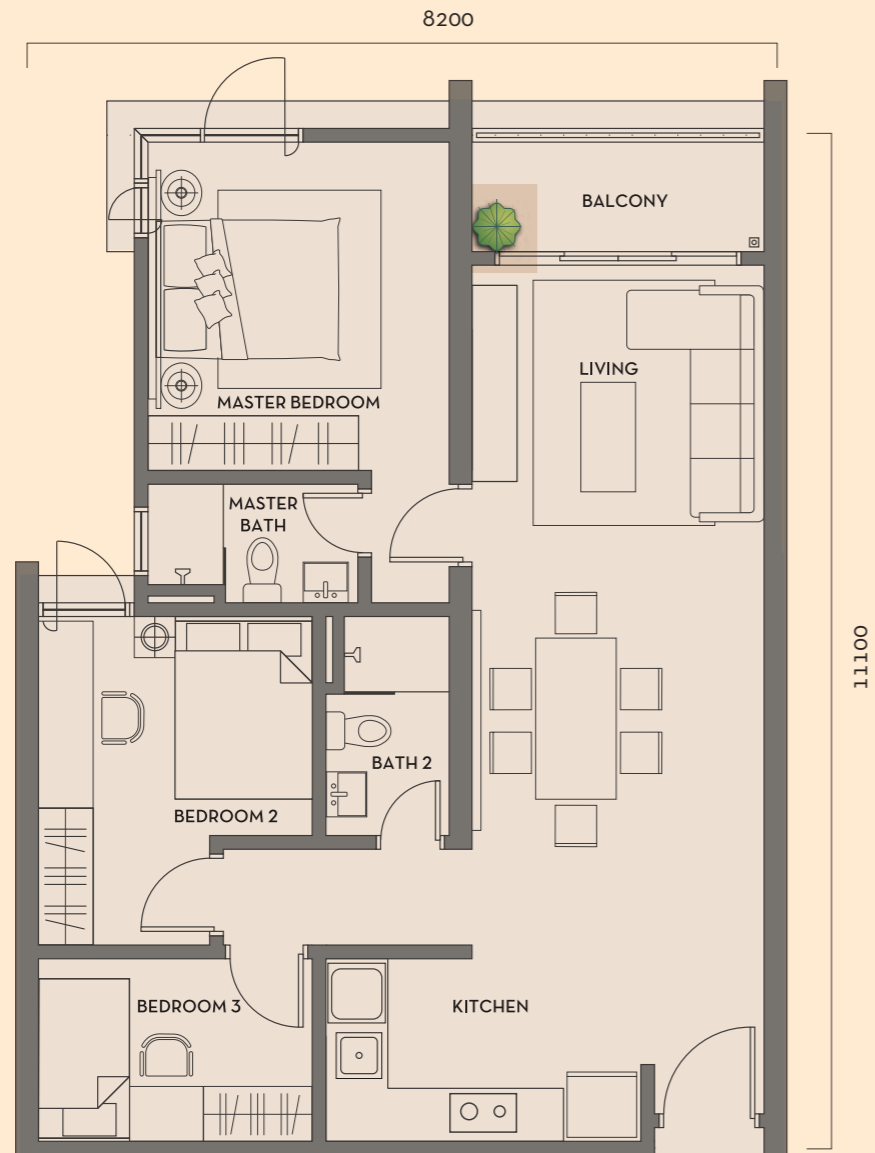 8200
BALCONY
LIVING
MASTER BEDROOM
MASTER
BATH
11100
BATH 2
BEDROOM 2
BEDROOM 3
KITCHEN